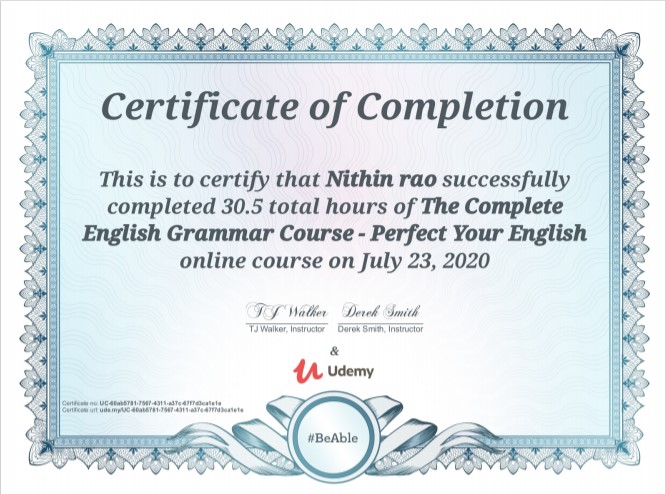 Certificate of Completion
This is to certify that Nithin rao successfully
completed 30.5 total hours of The Complete
English Grammar Course - Perfect Your English
online course on July 23, 2020
TJ Walker Derek Smith
TJ Walker, Instructor Derek Smith, Instructor
&
Udemy
Certificate no: UC-60ab5781-7567-4311-a37c-67f7d3ca1e1e
Certificate url: ude.my/UC-60ab5781-7567-4311-a37c-67f7d3ca1e1e
#BeAble